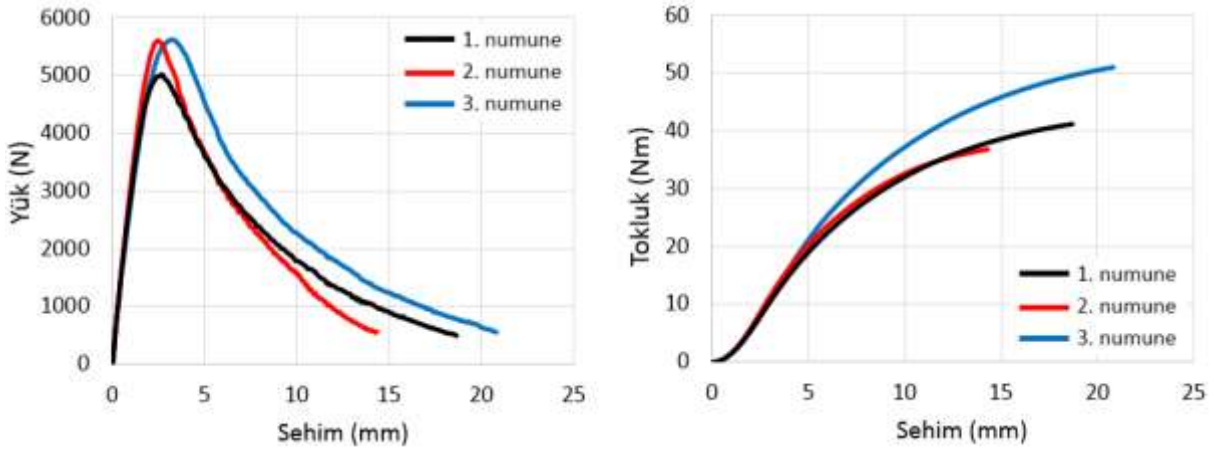 6000
5000
4000
3000
2000
1000
0
Yük (N)
0 5 10 15 20 25
Sehim (mm)
1. numune
2. numune
3. numune
60
50
40
30
20
10
0
Tokluk (Nm)
0 5 10 15 20 25
Sehim (mm)
1. numune
2. numune
3. numune